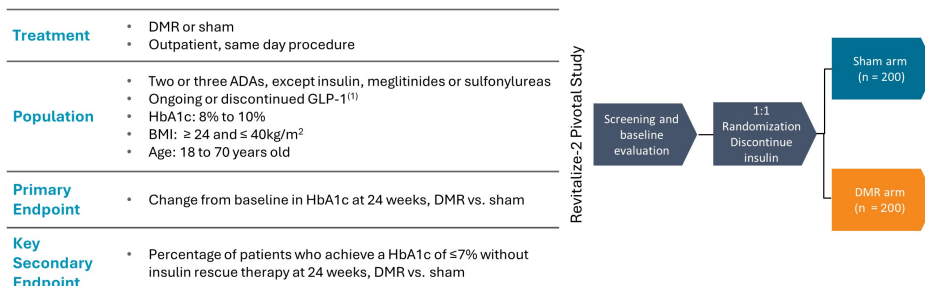 Treatment
• DMR or sham
• Outpatient, same day procedure
Population
• Two or three ADAs, except insulin, meglitinides or sulfonylureas
• Ongoing or discontinued GLP-1(1)
• HbA1c: 8% to 10%
• BMI: ≥ 24 and ≤ 40kg/m2
• Age: 18 to 70 years old
Primary
Endpoint
• Change from baseline in HbA1c at 24 weeks, DMR vs. sham
Key
Secondary
Endpoint
• Percentage of patients who achieve a HbA1c of ≤7% without
insulin rescue therapy at 24 weeks, DMR vs. sham
Revitalize-2 Pivotal Study
Screening and
baseline
evaluation
1:1
Randomization
Discontinue
insulin
Sham arm
(n = 200)
DMR arm
(n = 200)